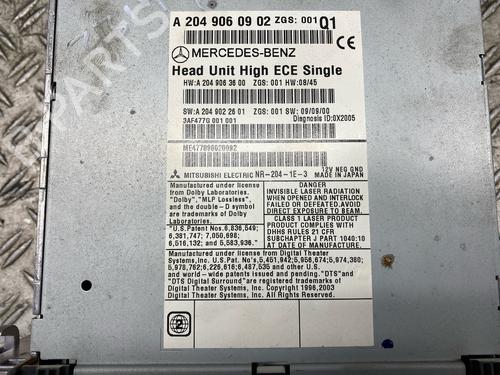 A 204 906 09 02 ZGS: 001 Q1
MERCEDES-BENZ CE
Head Unit High ECE Single
HW:A 204 906 36 00 ZGS: 001 HW:08/45
SW:A 204 902 26 01 ZGS: 001 SW: 09/09/00
3AF477G 001 001 Diagnosis ID:0X2005
ME477098020092
MITSUBISHI ELECTRIC NR-204-1E-3 12V NEG GND
MADE IN JAPAN
Manufactured under license
from Dolby Laboratories.
"Dolby", "MLP Lossless",
and the double-D symbol
are trademarks of Dolby
Laboratories.
"U.S.Patent Nos.,6,836,549;
6,381,747; 7,050,698;
6,516,132; and 5,583,936."
DANGER
INVISIBLE LASER RADIATION
WHEN OPENED AND INTERLOCK
FAILED OR DEFEATED.AVOID
DIRECT EXPOSURE TO BEAM.
CLASS 1 LASER PRODUCT
PRODUCT COMPLIES WITH
DHHS RULES 21 CFR
SUBCHAPTER J PART 1040:10
AT DATE OF MANUFACTURE.
Manufactured under license from Digital Theater
Systems,Inc. U.S.Pat. No's. 5,451,942; 5,956,674; 5,974,380;
5,978,762; 6,226,616; 6,487,535 and other U.S.
and world - wide patents issued and pending. "DTS"and
"DTS Digital Surround" are registered trademarks of
Digital Theater Systems, Inc. Copyright 1996,2003
Digital Theater Systems, Inc. All rights reserved.
2